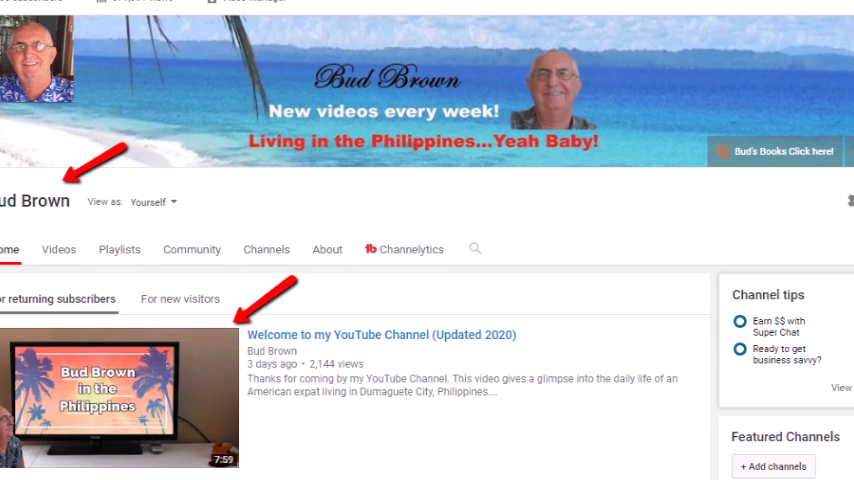 Bud Brown
New videos every week!
Living in the Philippines...Yeah Baby!
Bud's Books Click here!
ud Brown
View as: Yourself
ome Videos Playlists Community Channels About Channelytics
or returning subscribers For new visitors
Welcome to my YouTube Channel (Updated 2020)
Bud Brown
3 days ago • 2,144 views
Thanks for coming by my YouTube Channel. This video gives a glimpse into the daily life of an
American expat living in Dumaguete City, Philippines....
Bud Brown
in the
Philippines
7:59
Channel tips
Earn $$ with
Super Chat
Ready to get
business savvy?
View
Featured Channels
+ Add channels